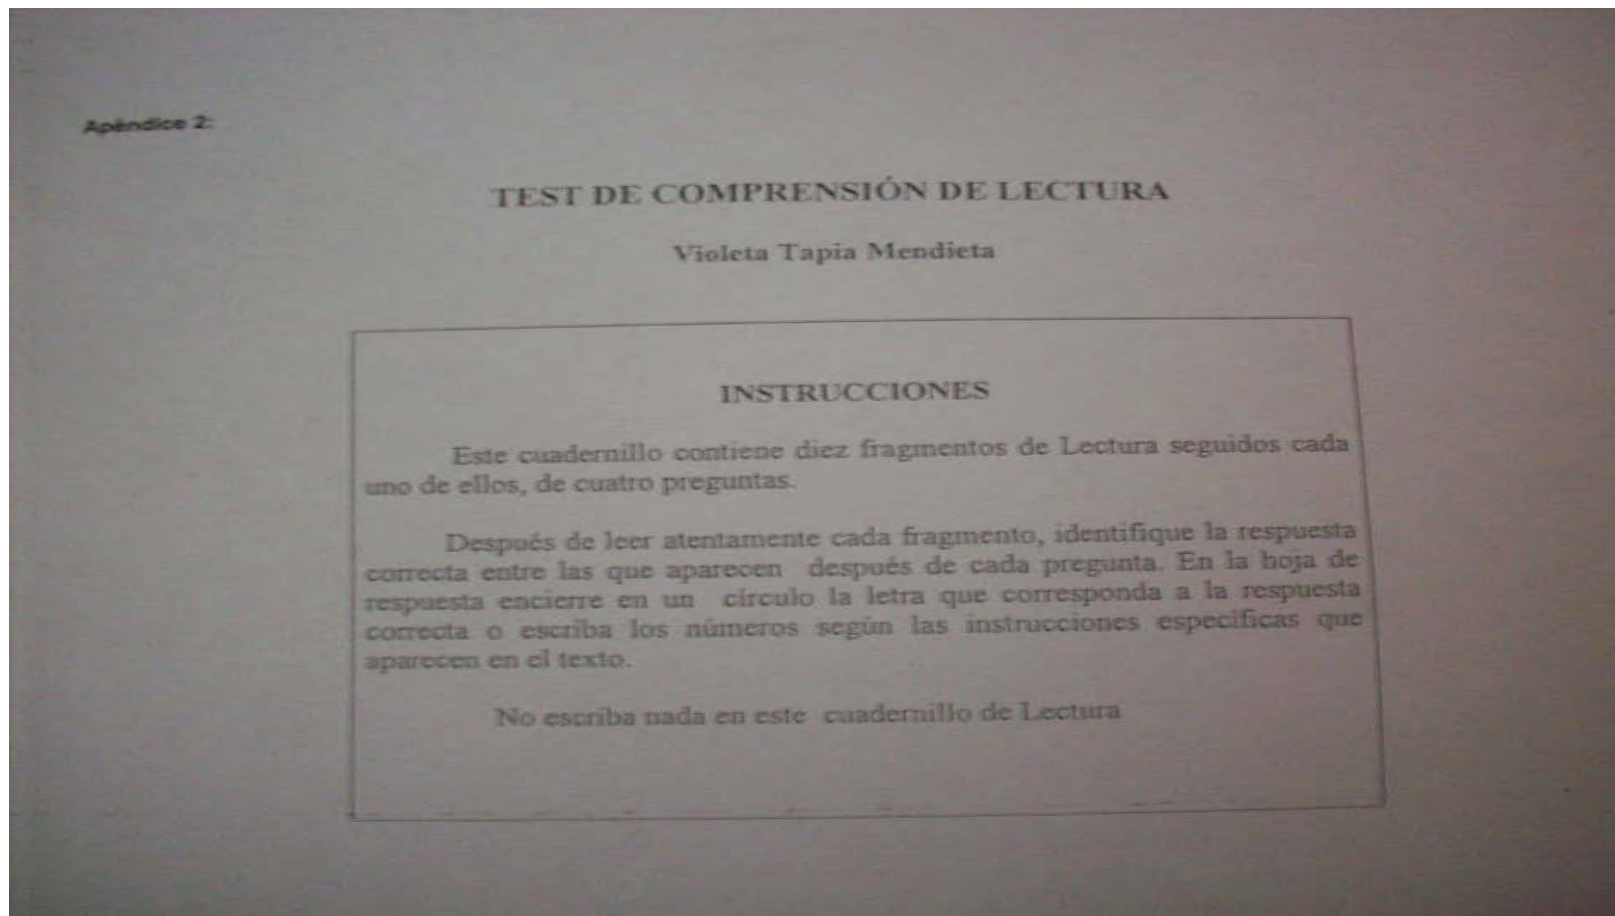 Apéndice 2:
TEST DE COMPRENSIÓN DE LECTURA
Violeta Tapia Mendieta
INSTRUCCIONES
Este cuadernillo contiene diez fragmentos de Lectura seguidos cada
uno de ellos, de cuatro preguntas.
Después de leer atentamente cada fragmento, identifique la respuesta
correcta entre las que aparecen después de cada pregunta. En la hoja de
respuesta encierre en un círculo la letra que corresponda a la respuesta
correcta o escriba los números según las instrucciones especificas que
aparecen en el texto.
No escriba nada en este cuadernillo de Lectura